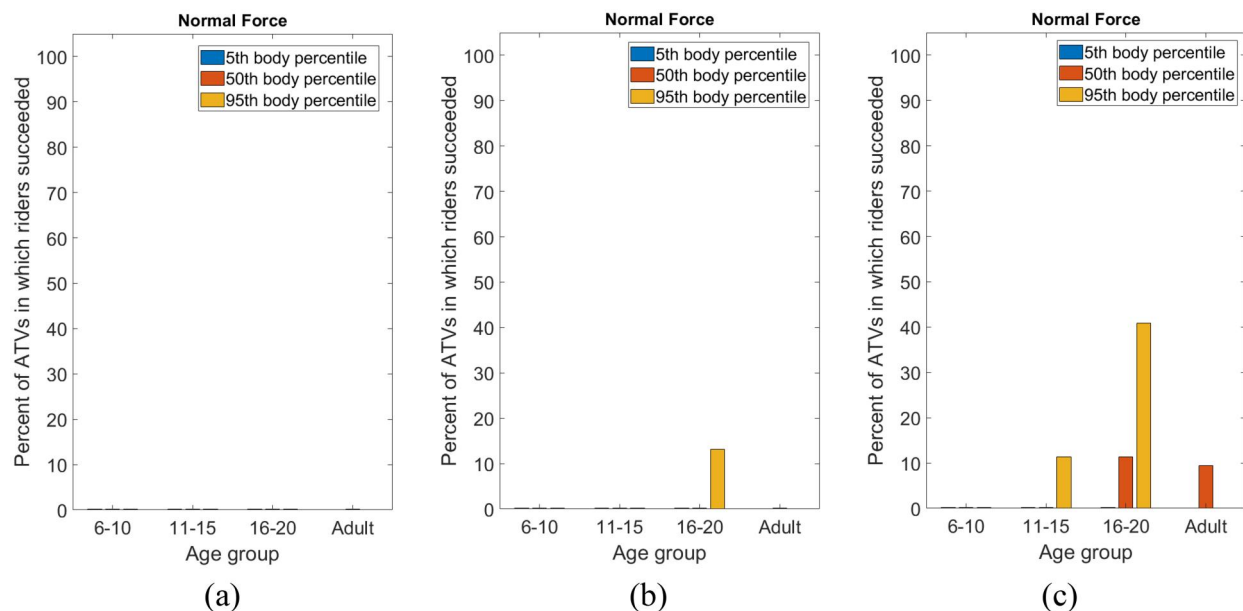 Normal Force
5th body percentile
50th body percentile
95th body percentile
Percent of ATVs in which riders succeeded
100
90
80
70
60
50
40
30
20
10
0
6-10 11-15 16-20 Adult
Age group
(a)
Normal Force
5th body percentile
50th body percentile
95th body percentile
Percent of ATVs in which riders succeeded
100
90
80
70
60
50
40
30
20
10
0
6-10 11-15 16-20 Adult
Age group
(b)
Normal Force
5th body percentile
50th body percentile
95th body percentile
Percent of ATVs in which riders succeeded
100
90
80
70
60
50
40
30
20
10
0
6-10 11-15 16-20 Adult
Age group
(c)